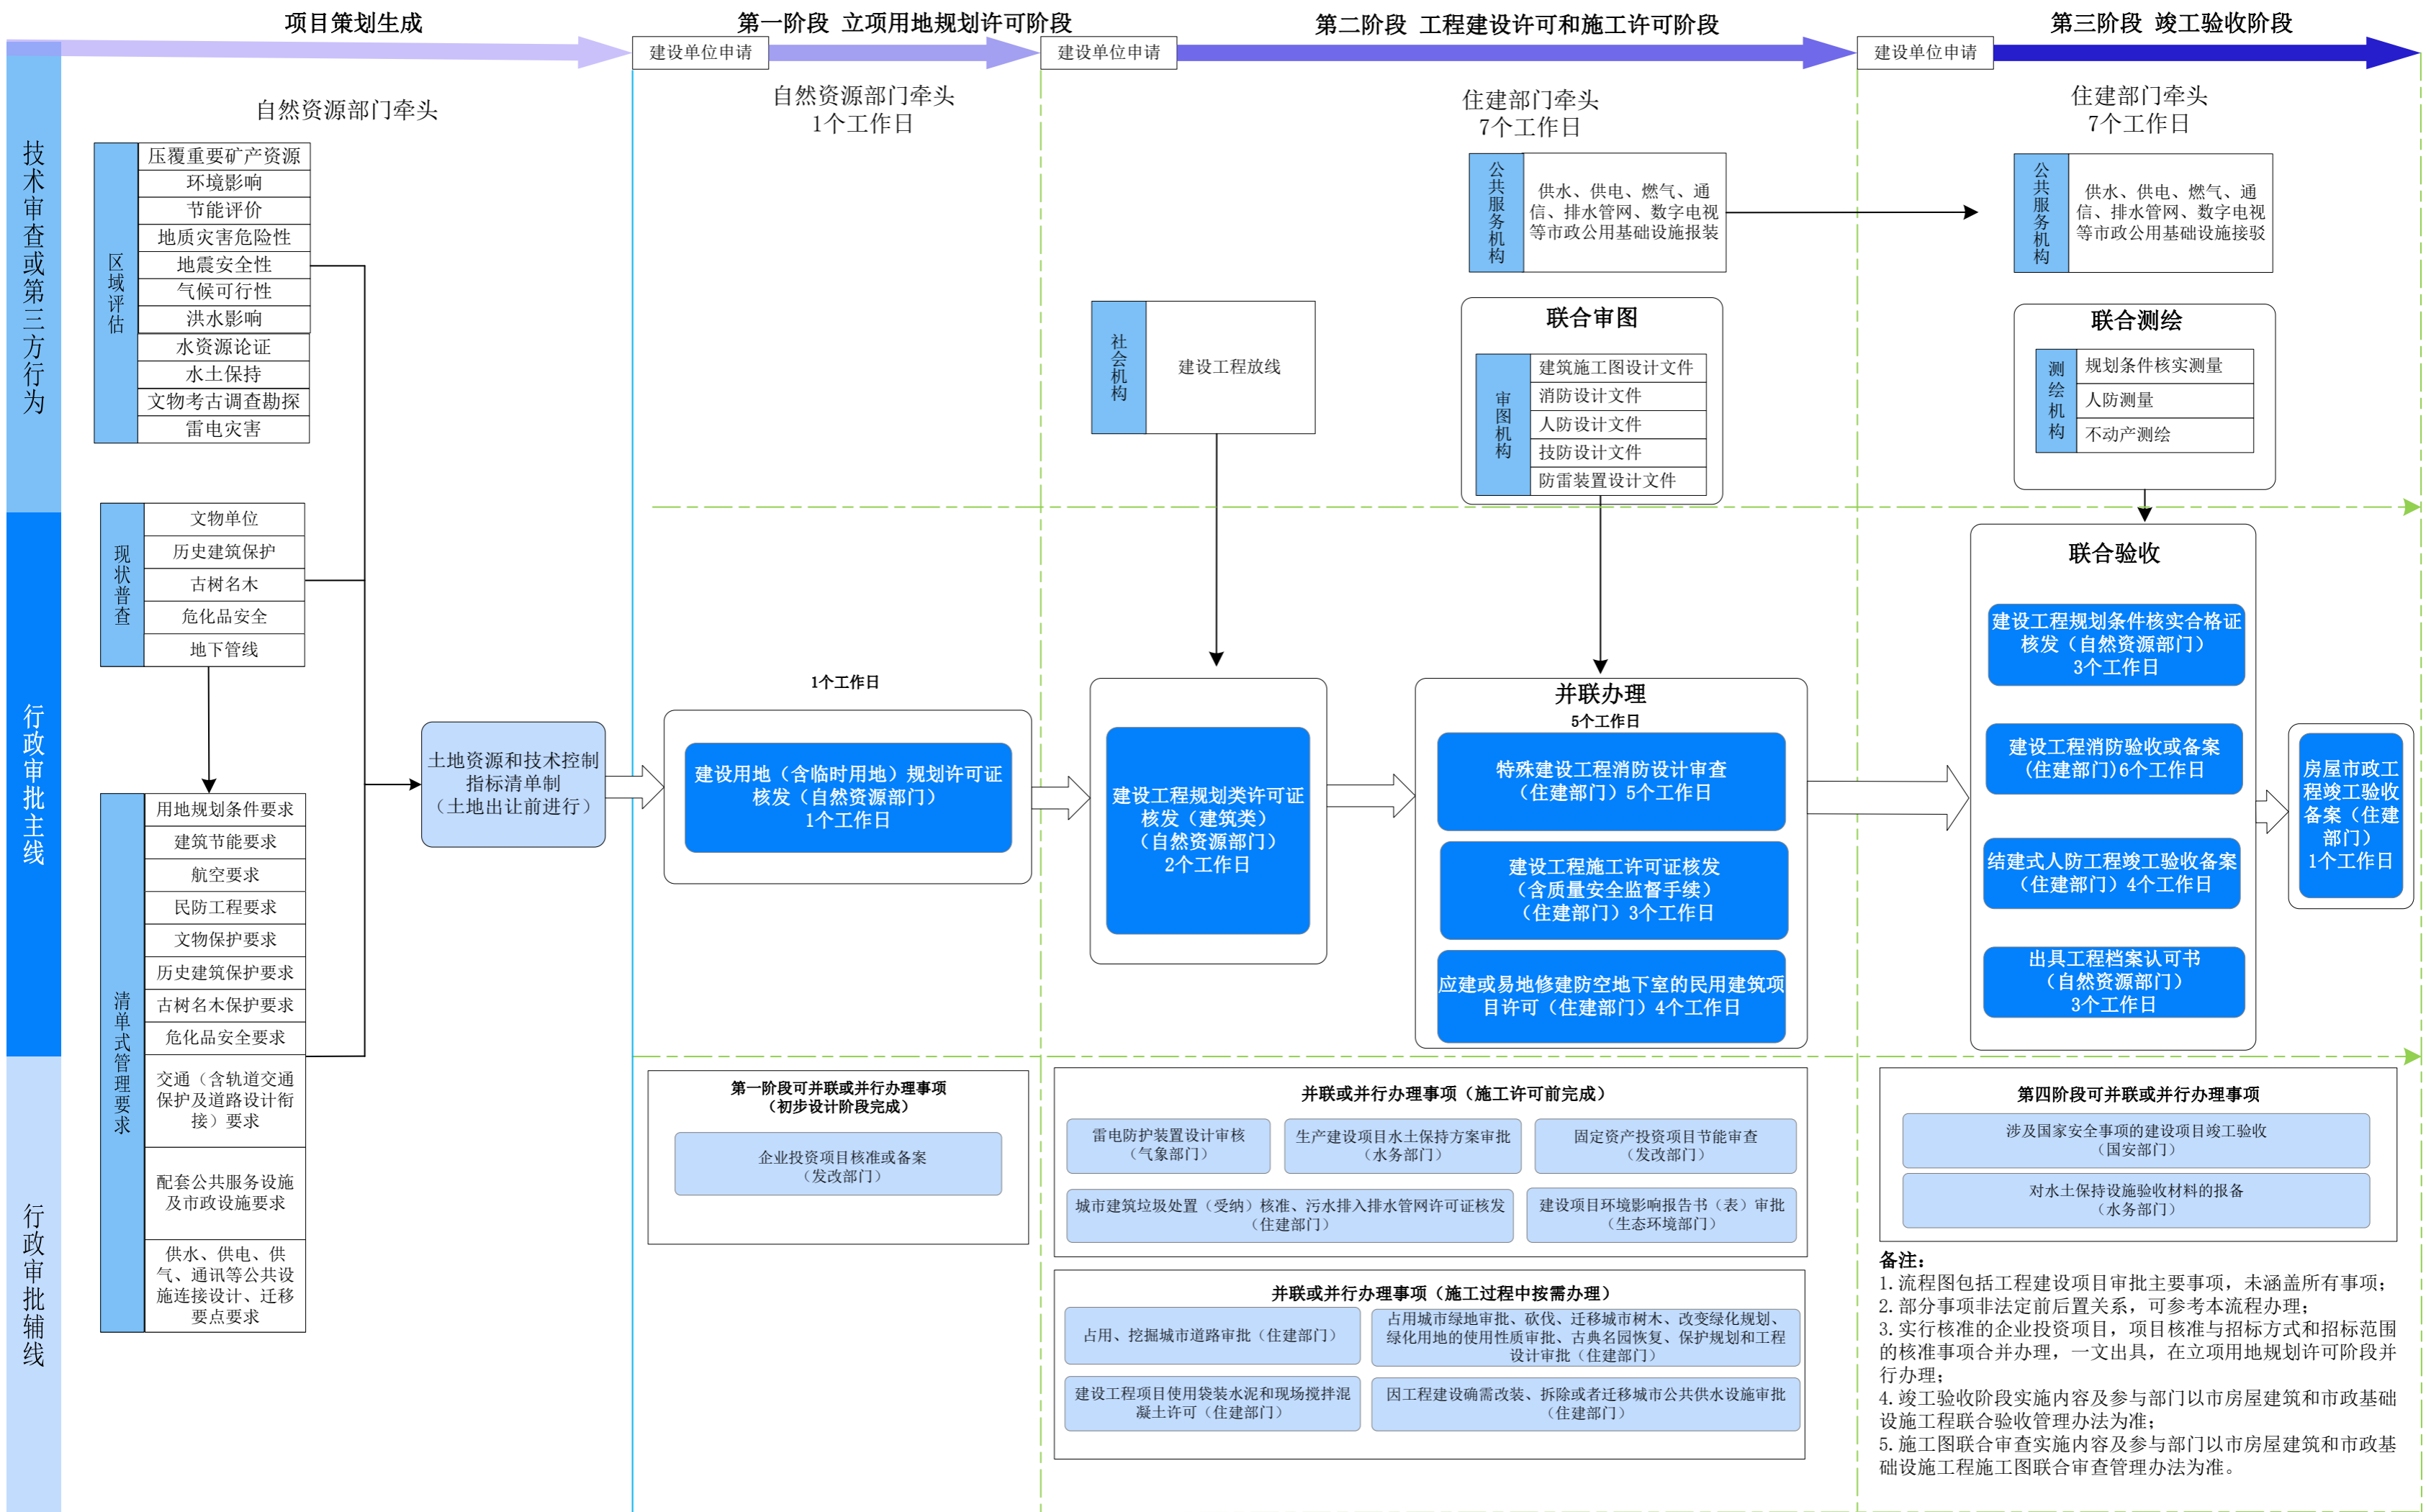 项目策划生成
第一阶段 立项用地规划许可阶段
第二阶段 工程建设许可和施工许可阶段
第三阶段 竣工验收阶段
建设单位申请
建设单位申请
建设单位申请
技术审查或第三方行为
行政审批主线
行政审批辅线
自然资源部门牵头
区域评估
压覆重要矿产资源
环境影响
节能评价
地质灾害危险性
地震安全性
气候可行性
洪水影响
水资源论证
水土保持
文物考古调查勘探
雷电灾害
现状普查
文物单位
历史建筑保护
古树名木
危化品安全
地下管线
清单式管理要求
用地规划条件要求
建筑节能要求
航空要求
民防工程要求
文物保护要求
历史建筑保护要求
古树名木保护要求
危化品安全要求
交通（含轨道交通
保护及道路设计衔
接）要求
配套公共服务设施
及市政设施要求
供水、供电、供
气、通讯等公共设
施连接设计、迁移
要点要求
土地资源和技术控制
指标清单制
（土地出让前进行）
自然资源部门牵头
1个工作日
1个工作日
建设用地（含临时用地）规划许可证
核发（自然资源部门）
1个工作日
第一阶段可并联或并行办理事项
（初步设计阶段完成）
企业投资项目核准或备案
（发改部门）
住建部门牵头
7个工作日
公共服务机构
供水、供电、燃气、通
信、排水管网、数字电视
等市政公用基础设施报装
社会机构
建设工程放线
联合审图
审图机构
建筑施工图设计文件
消防设计文件
人防设计文件
技防设计文件
防雷装置设计文件
建设工程规划类许可证
核发（建筑类）
（自然资源部门）
2个工作日
并联办理
5个工作日
特殊建设工程消防设计审查
（住建部门）5个工作日
建设工程施工许可证核发
（含质量安全监督手续）
（住建部门）3个工作日
应建或易地修建防空地下室的民用建筑项
目许可（住建部门）4个工作日
并联或并行办理事项（施工许可前完成）
雷电防护装置设计审核
（气象部门）
生产建设项目水土保持方案审批
（水务部门）
固定资产投资项目节能审查
（发改部门）
城市建筑垃圾处置（受纳）核准、污水排入排水管网许可证核发
（住建部门）
建设项目环境影响报告书（表）审批
（生态环境部门）
并联或并行办理事项（施工过程中按需办理）
占用、挖掘城市道路审批（住建部门）
占用城市绿地审批、砍伐、迁移城市树木、改变绿化规划、
绿化用地的使用性质审批、古典名园恢复、保护规划和工程
设计审批（住建部门）
建设工程项目使用袋装水泥和现场搅拌混
凝土许可（住建部门）
因工程建设确需改装、拆除或者迁移城市公共供水设施审批
（住建部门）
住建部门牵头
7个工作日
公共服务机构
供水、供电、燃气、通
信、排水管网、数字电视
等市政公用基础设施接驳
联合测绘
测绘机构
规划条件核实测量
人防测量
不动产测绘
联合验收
建设工程规划条件核实合格证
核发（自然资源部门）
3个工作日
建设工程消防验收或备案
(住建部门)6个工作日
结建式人防工程竣工验收备案
（住建部门）4个工作日
出具工程档案认可书
（自然资源部门）
3个工作日
房屋市政工
程竣工验收
备案（住建
部门）
1个工作日
第四阶段可并联或并行办理事项
涉及国家安全事项的建设项目竣工验收
（国安部门）
对水土保持设施验收材料的报备
（水务部门）
备注：
1.流程图包括工程建设项目审批主要事项，未涵盖所有事项；
2.部分事项非法定前后置关系，可参考本流程办理；
3.实行核准的企业投资项目，项目核准与招标方式和招标范围
的核准事项合并办理，一文出具，在立项用地规划许可阶段并
行办理；
4.竣工验收阶段实施内容及参与部门以市房屋建筑和市政基础
设施工程联合验收管理办法为准；
5.施工图联合审查实施内容及参与部门以市房屋建筑和市政基
础设施工程施工图联合审查管理办法为准。